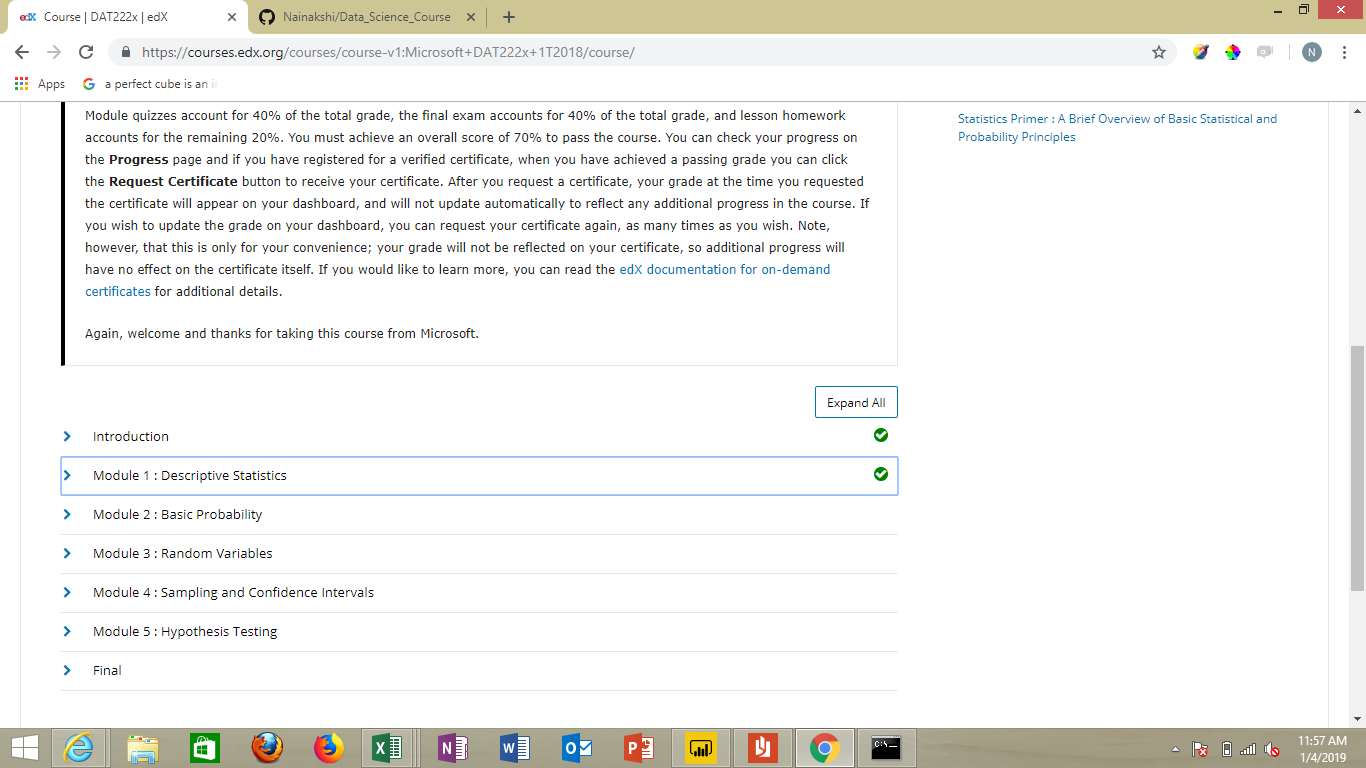 Course | DAT222x | edX
Nainakshi/Data_Science_Course
https://courses.edx.org/courses/course-v1:Microsoft+DAT222x+1T2018/course/
N
Apps
a perfect cube is an i
Module quizzes account for 40% of the total grade, the final exam accounts for 40% of the total grade, and lesson homework
accounts for the remaining 20%. You must achieve an overall score of 70% to pass the course. You can check your progress on
the Progress page and if you have registered for a verified certificate, when you have achieved a passing grade you can click
the Request Certificate button to receive your certificate. After you request a certificate, your grade at the time you requested
the certificate will appear on your dashboard, and will not update automatically to reflect any additional progress in the course. If
you wish to update the grade on your dashboard, you can request your certificate again, as many times as you wish. Note,
however, that this is only for your convenience; your grade will not be reflected on your certificate, so additional progress will
have no effect on the certificate itself. If you would like to learn more, you can read the edX documentation for on-demand
certificates for additional details.
Again, welcome and thanks for taking this course from Microsoft.
Statistics Primer : A Brief Overview of Basic Statistical and
Probability Principles
Expand All
Introduction
Module 1 : Descriptive Statistics
Module 2 : Basic Probability
Module 3 : Random Variables
Module 4 : Sampling and Confidence Intervals
Module 5 : Hypothesis Testing
Final
11:57 AM
1/4/2019